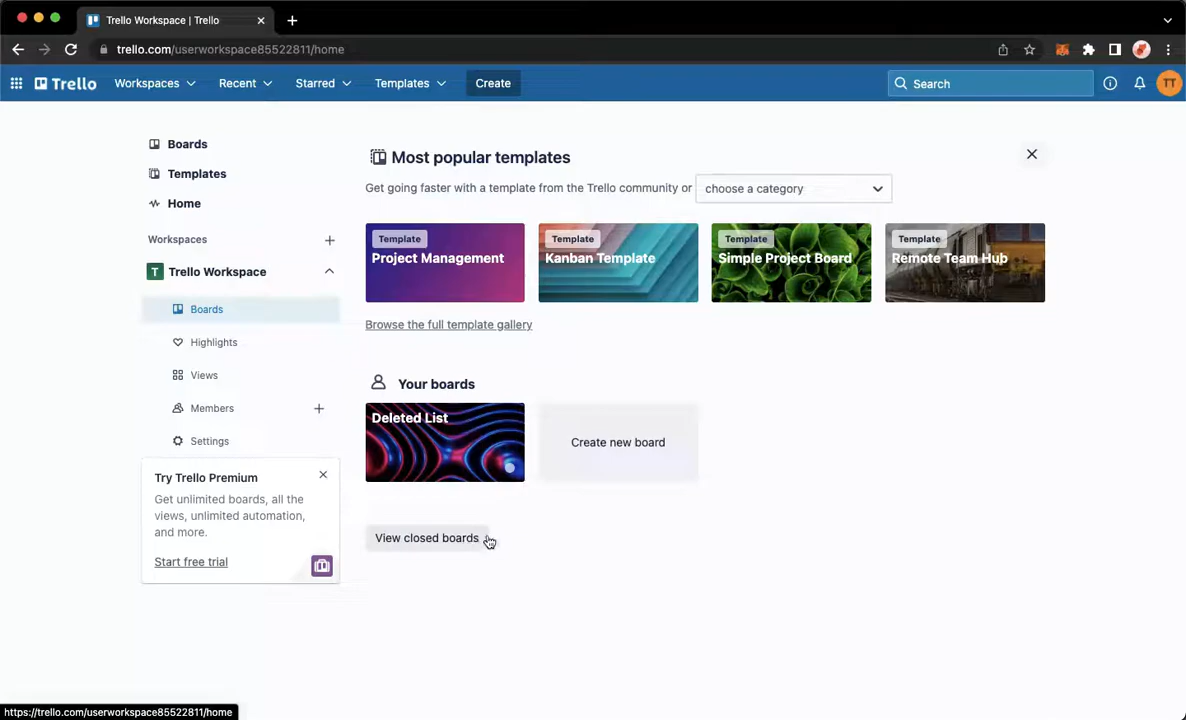 Trello Workspace | Trello
trello.com/userworkspace85522811/home
Trello
Workspaces
Recent
Starred
Templates
Create
Search
TT
Boards
Templates
Home
Workspaces
T
Trello Workspace
Boards
Highlights
Views
Members
Settings
Try Trello Premium
Get unlimited boards, all the
views, unlimited automation,
and more.
Start free trial
Most popular templates
Get going faster with a template from the Trello community or
choose a category
Template
Project Management
Template
Kanban Template
Template
Simple Project Board
Template
Remote Team Hub
Browse the full template gallery
Your boards
Deleted List
Create new board
View closed boards
https://trello.com/userworkspace85522811/home